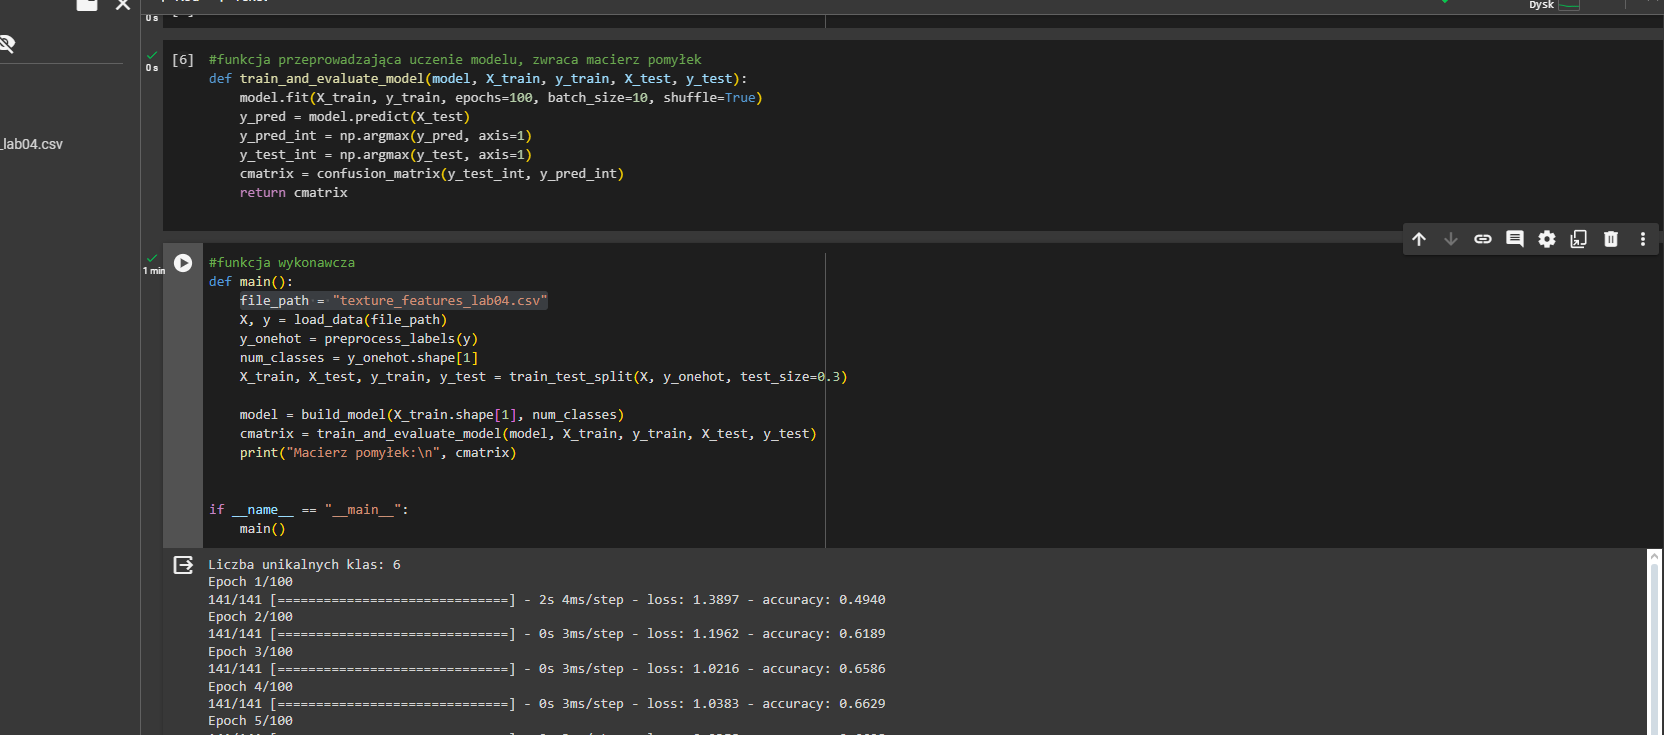 Dysk
0 s
0 s
[6] #funkcja przeprowadzająca uczenie modelu, zwraca macierz pomyłek
def train_and_evaluate_model(model, X_train, y_train, X_test, y_test):
model.fit(X_train, y_train, epochs=100, batch_size=10, shuffle=True)
y_pred = model.predict(X_test)
y_pred_int = np.argmax(y_pred, axis=1)
y_test_int = np.argmax(y_test, axis=1)
_lab04.csv
cmatrix = confusion_matrix(y_test_int, y_pred_int)
return cmatrix
1 min
#funkcja wykonawcza
def main():
file_path = "texture_features_lab04.csv"
X, y = load_data(file_path)
y_onehot = preprocess_labels(y)
num_classes = y_onehot.shape[1]
X_train, X_test, y_train, y_test = train_test_split(X, y_onehot, test_size=0.3)
model = build_model(X_train.shape[1], num_classes)
cmatrix = train_and_evaluate_model(model, X_train, y_train, X_test, y_test)
print("Macierz pomyłek:\n", cmatrix)
if __name__ == "__main__":
main()
Liczba unikalnych klas: 6
Epoch 1/100
141/141 [==============================] - 2s 4ms/step - loss: 1.3897 - accuracy: 0.4940
Epoch 2/100
141/141 [==============================] - 0s 3ms/step - loss: 1.1962 - accuracy: 0.6189
Epoch 3/100
141/141 [==============================] - 0s 3ms/step - loss: 1.0216 - accuracy: 0.6586
Epoch 4/100
141/141 [==============================] - 0s 3ms/step - loss: 1.0383 - accuracy: 0.6629
Epoch 5/100